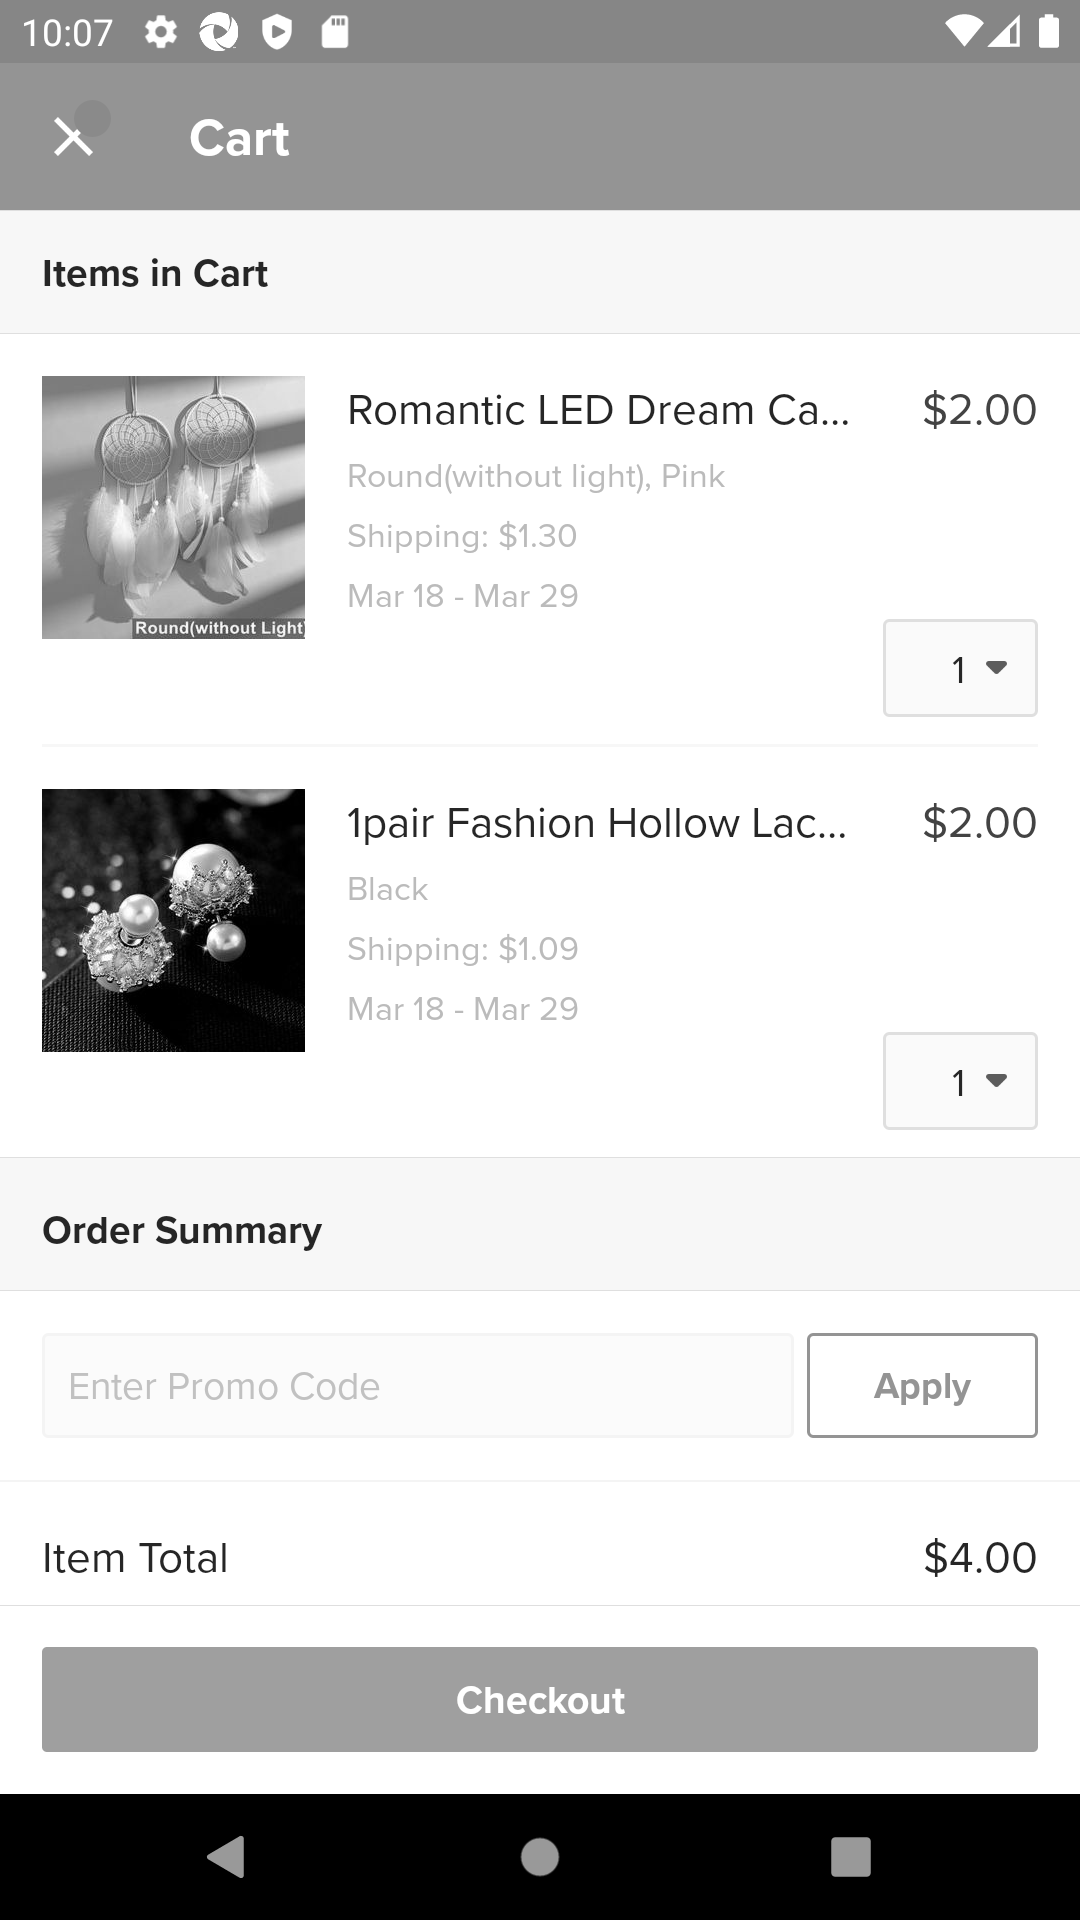 10:07
Cart
Items in Cart
Romantic LED Dream Ca... $2.00
Round(without light), Pink
Shipping: $1.30
Mar 18 - Mar 29
Round(without Light)
1
1pair Fashion Hollow Lac... $2.00
Black
Shipping: $1.09
Mar 18 - Mar 29
1
Order Summary
Enter Promo Code Apply
Item Total $4.00
Checkout